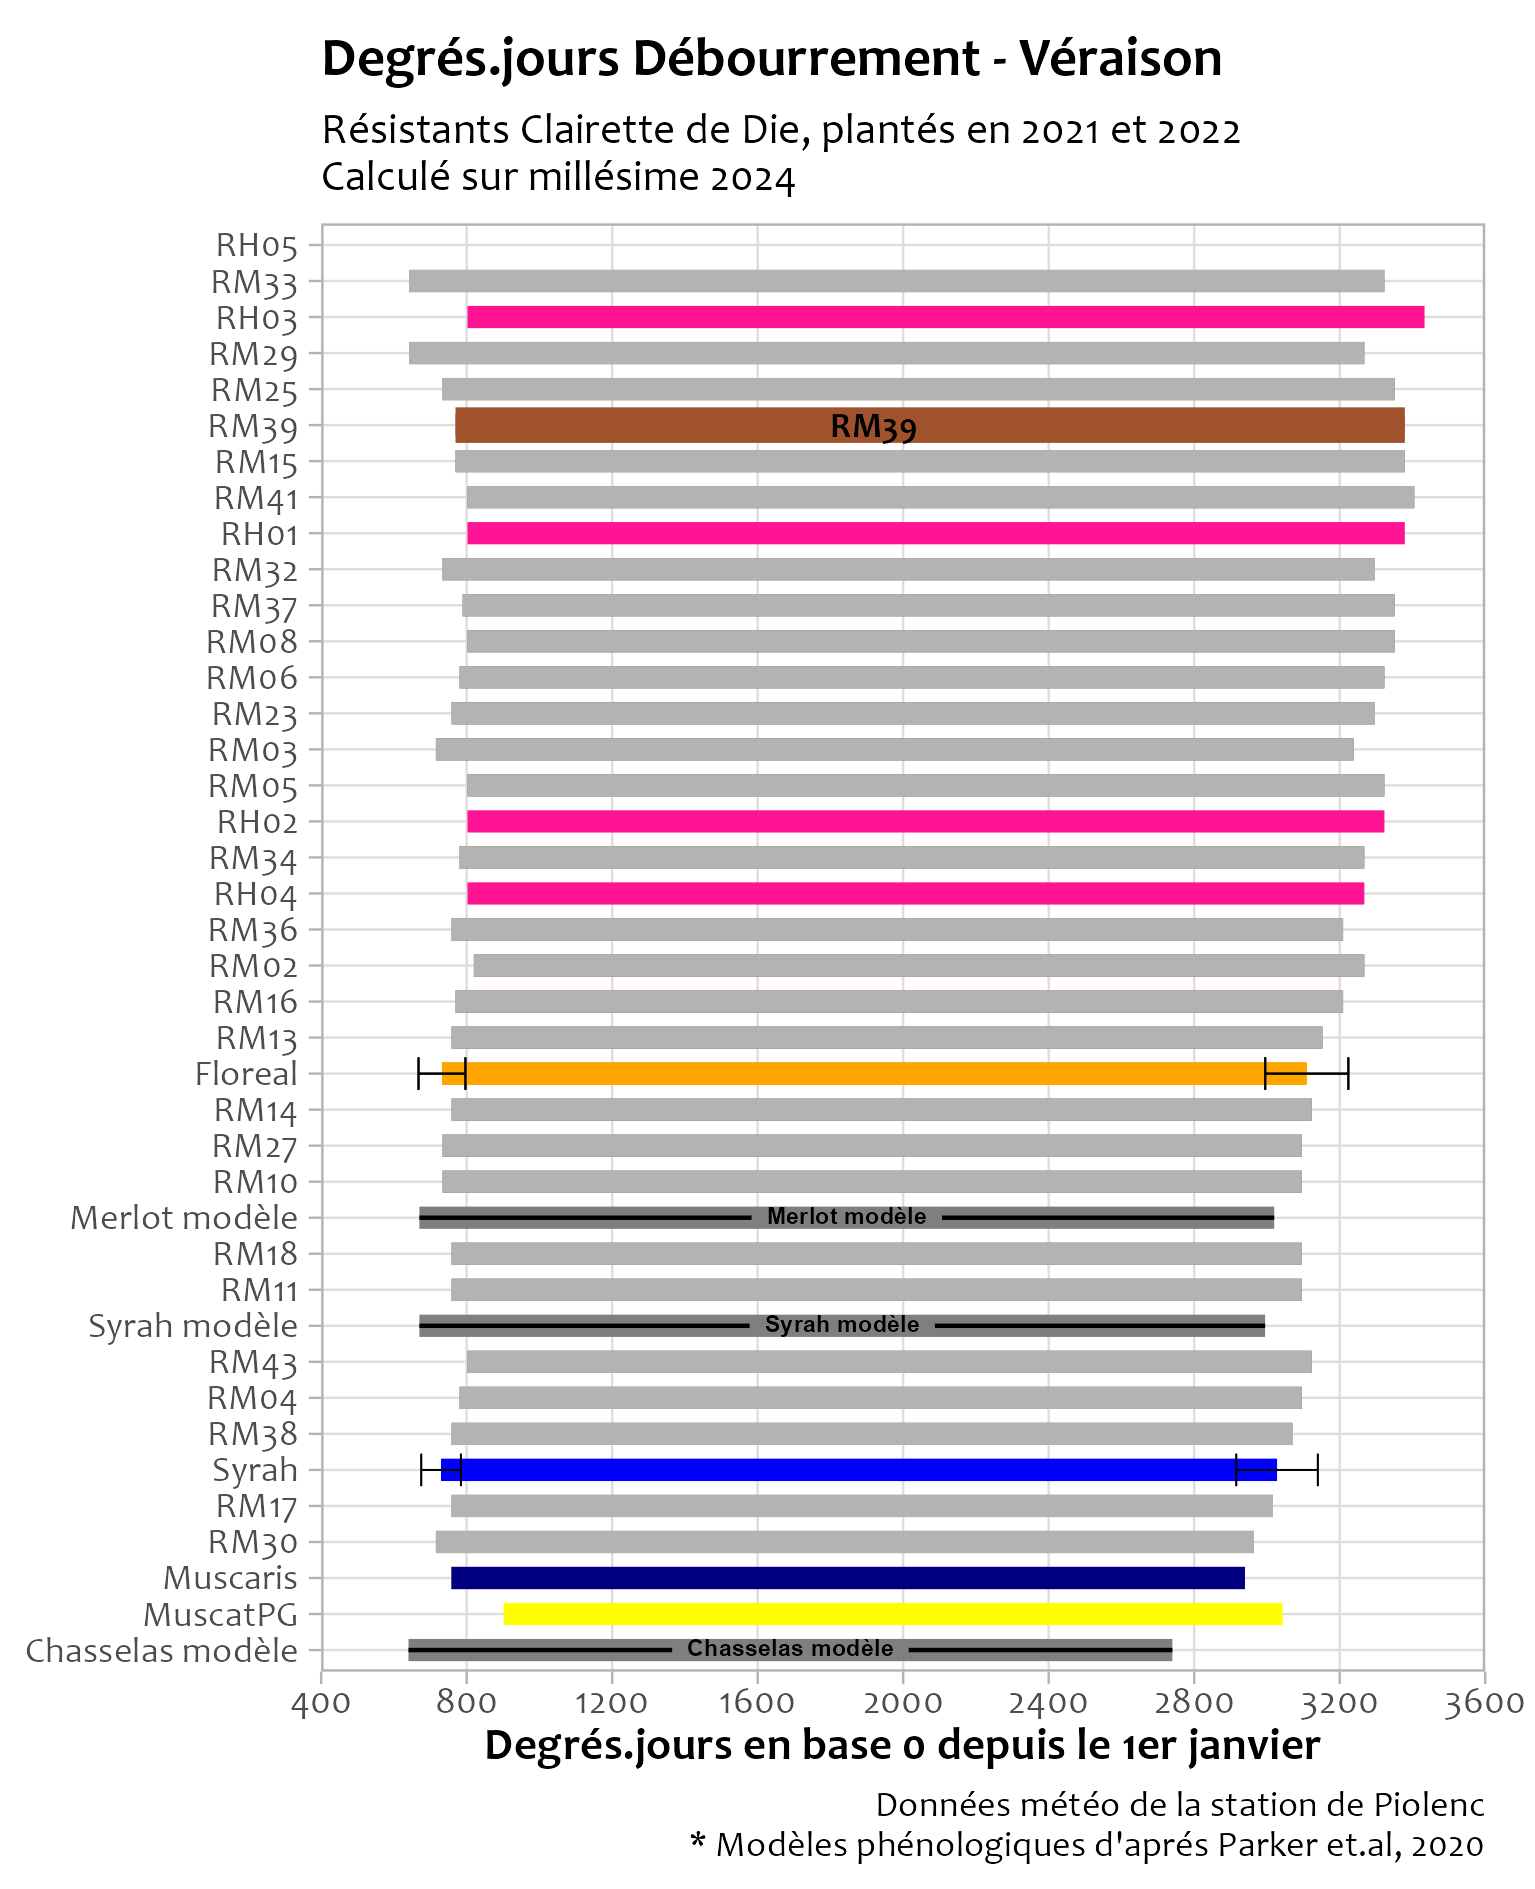 Degrés.jours Débourrement - Véraison
Résistants Clairette de Die, plantés en 2021 et 2022
Calculé sur millésime 2024
RH05
RM33
RH03
RM29
RM25
RM39 RM39
RM15
RM41
RH01
RM32
RM37
RM08
RM06
RM23
RM03
RM05
RH02
RM34
RH04
RM36
RM02
RM16
RM13
Floreal
RM14
RM27
RM10
Merlot modèle Merlot modèle
RM18
RM11
Syrah modèle Syrah modèle
RM43
RM04
RM38
Syrah
RM17
RM30
Muscaris
MuscatPG
Chasselas modèle Chasselas modèle
400 800 1200 1600 2000 2400 2800 3200 3600
Degrés.jours en base 0 depuis le 1er janvier
Données météo de la station de Piolenc
* Modèles phénologiques d'aprés Parker et.al, 2020